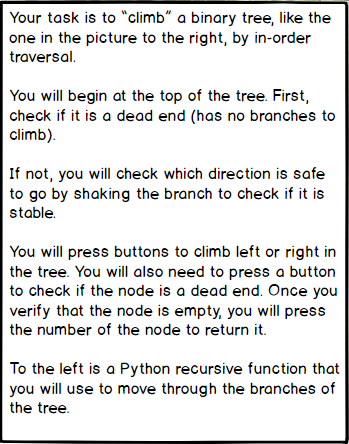 Your task is to "climb" a binary tree, like the
one in the picture to the right, by in-order
traversal.
You will begin at the top of the tree. First,
check if it is a dead end (has no branches to
climb).
If not, you will check which direction is safe
to go by shaking the branch to check if it is
stable.
You will press buttons to climb left or right in
the tree. You will also need to press a button
to check if the node is a dead end. Once you
verify that the node is empty, you will press
the number of the node to return it.
To the left is a Python recursive function that
you will use to move through the branches of
the tree.